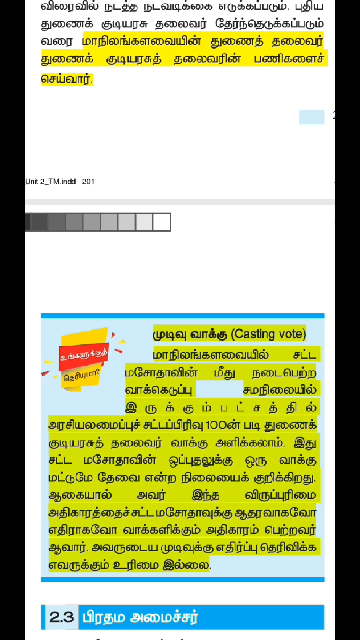 விரைவில் நடத்த நடவடிக்கை எடுக்கப்படும். புதிய
துணைக் குடியரசு தலைவர் தேர்ந்தெடுக்கப்படும்
வரை மாநிலங்களவையின் துணைத் தலைவர்
துணைக் குடியரசுத் தலைவரின் பணிகளைச்
செய்வார்.
Unit 2_TM.indd 201
உங்களுக்குத்
தெரியுமா?
முடிவு வாக்கு (Casting vote)
மாநிலங்களவையில் சட்ட
மசோதாவின் மீது நடைபெற்ற
வாக்கெடுப்பு சமநிலையில்
இருக்கும்பட்சத்தில்
அரசியலமைப்புச் சட்டப்பிரிவு 100ன் படி துணைக்
குடியரசுத் தலைவர் வாக்கு அளிக்கலாம். இது
சட்ட மசோதாவின் ஒப்புதலுக்கு ஒரு வாக்கு
மட்டுமே தேவை என்ற நிலையைக் குறிக்கிறது.
ஆகையால் அவர் இந்த விருப்புரிமை
அதிகாரத்தைச் சட்ட மசோதாவுக்கு ஆதரவாகவோ
எதிராகவோ வாக்களிக்கும் அதிகாரம் பெற்றவர்
ஆவார். அவருடைய முடிவுக்கு எதிர்ப்பு தெரிவிக்க
எவருக்கும் உரிமை இல்லை.
2.3 பிரதம அமைச்சர்